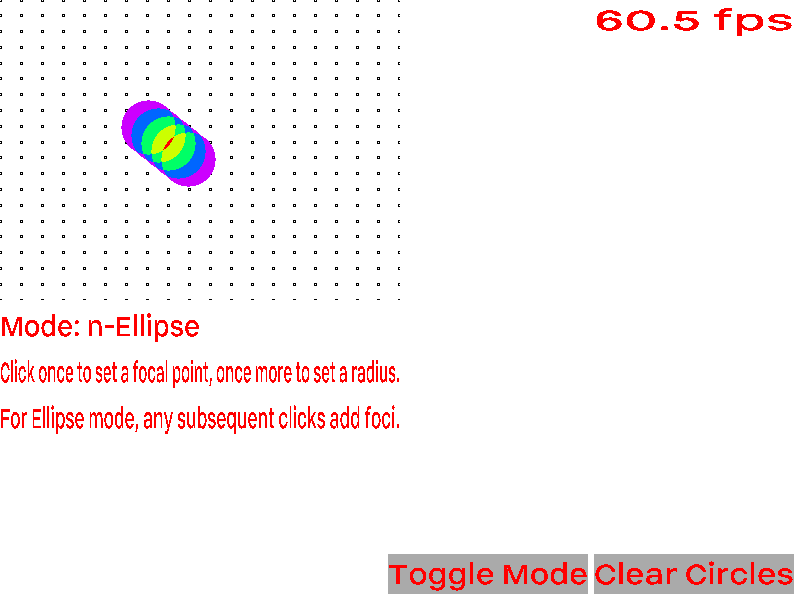 60.5 fps
Mode: n-Ellipse
Click once to set a focal point, once more to set a radius.
For Ellipse mode, any subsequent clicks add foci.
Toggle Mode Clear Circles